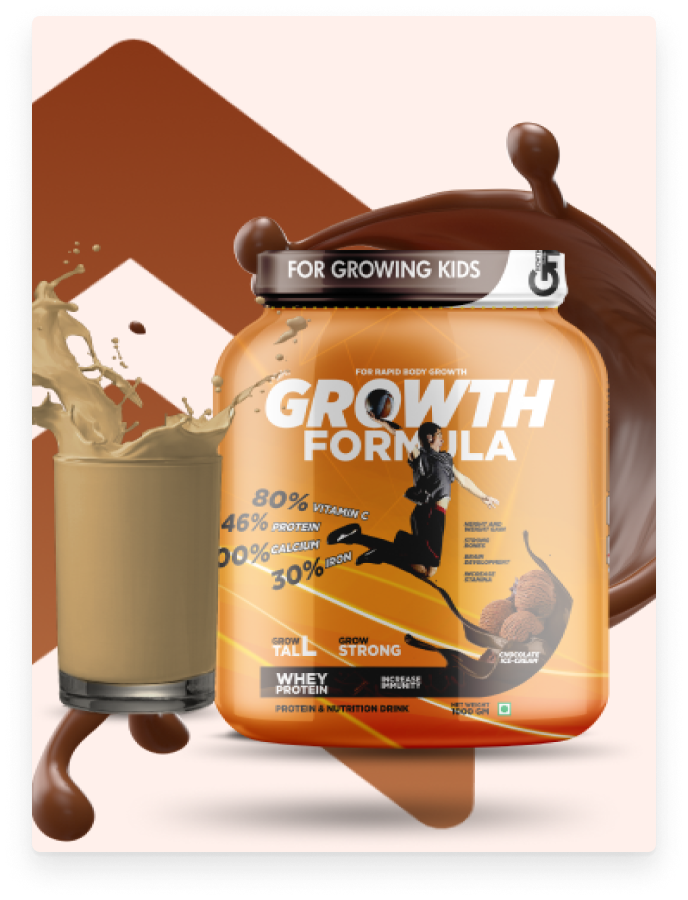 FOR GROWING KIDS
FOR RAPID BODY GROWTH
GROWTH
FORMULA
80% VITAMIN C
46% PROTEIN
00% CALCIUM
30% IRON
WEIGHT GAIN
STRONG
BONES
BRAIN
DEVELOPMENT
INCREASE
STAMINA
CHOCOLATE
ICE-CREAM
GROW
TALL
GROW
STRONG
WHEY
PROTEIN
INCREASE
IMMUNITY
PROTEIN & NUTRITION DRINK
NET WEIGHT
1000 GM